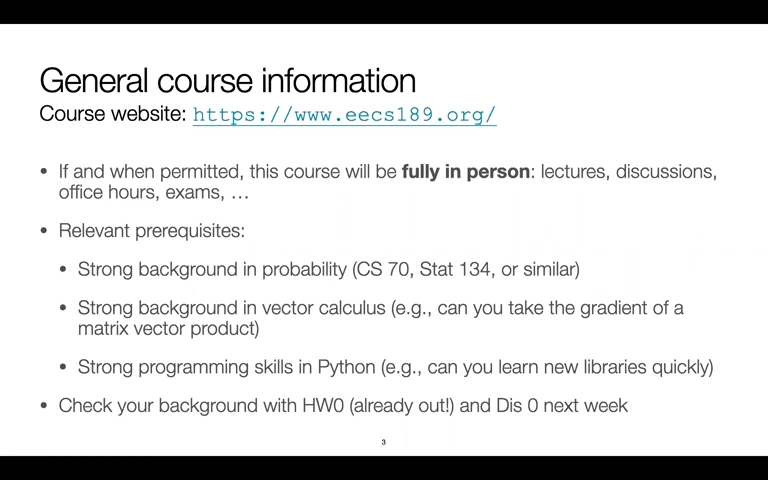 General course information
Course website: https://www.eecs189.org/
• If and when permitted, this course will be fully in person: lectures, discussions,
office hours, exams, …
• Relevant prerequisites:
• Strong background in probability (CS 70, Stat 134, or similar)
• Strong background in vector calculus (e.g., can you take the gradient of a
matrix vector product)
• Strong programming skills in Python (e.g., can you learn new libraries quickly)
• Check your background with HW0 (already out!) and Dis 0 next week
3